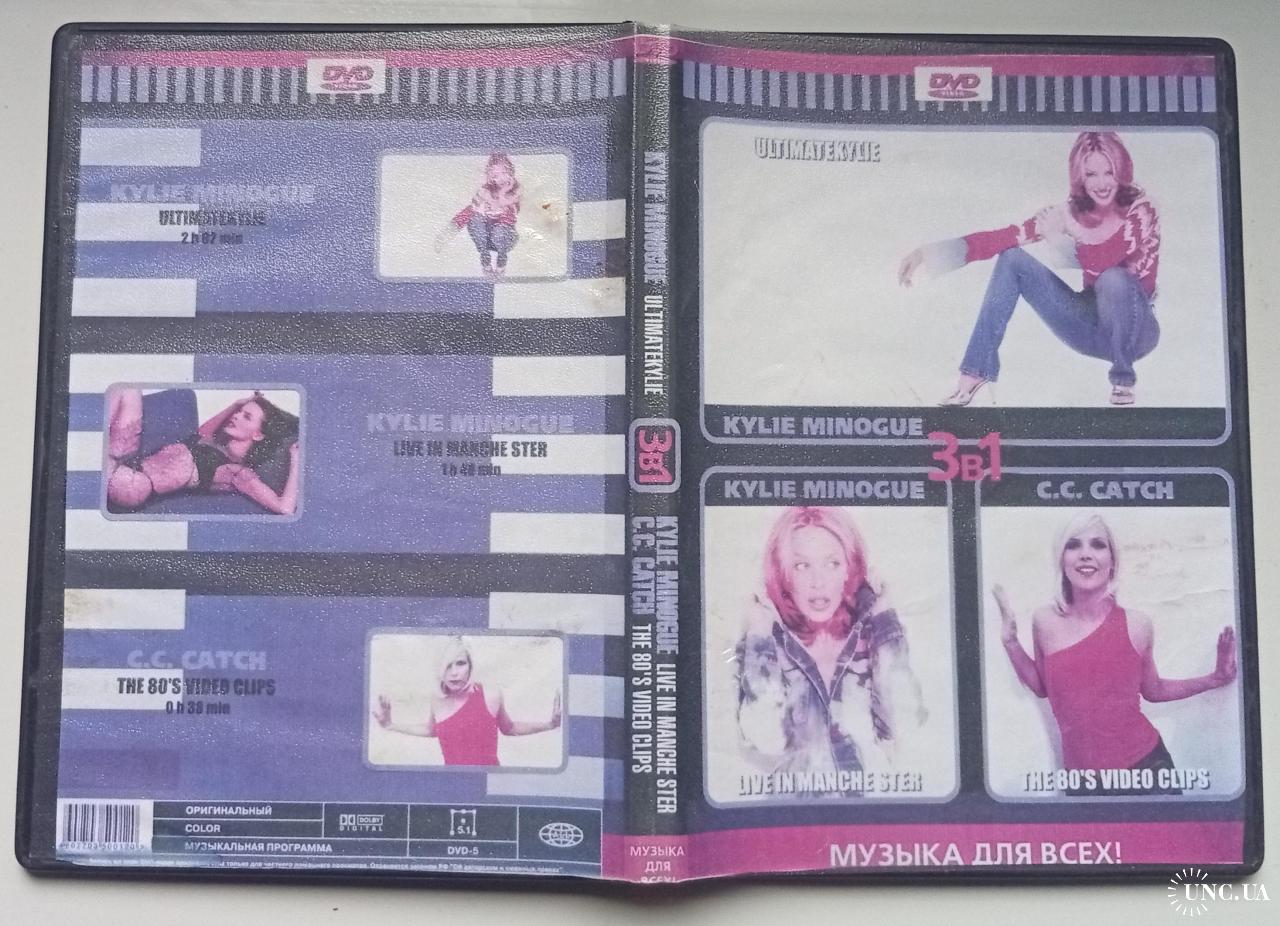 DVD
VIDEO
KYLIE MINOGUE
ULTIMATEKYLIE
2 h 02 min
KYLIE MINOGUE
LIVE IN MANCHE STER
1 h 48 min
C.C. CATCH
THE 80'S VIDEO CLIPS
0 h 38 min
ОРИГИНАЛЬНЫЙ
COLOR
МУЗЫКАЛЬНАЯ ПРОГРАММА
DOLBY
DIGITAL
5.1
DVD-5
KYLIE MINOGUE ULTIMATEKYLIE
3в1
KYLIE MINOGUE LIVE IN MANCHE STER
C.C. CATCH THE 80'S VIDEO CLIPS
МУЗЫКА
ДЛЯ
ВСЕХ!
DVD
VIDEO
ULTIMATEKYLIE
KYLIE MINOGUE
3в1
KYLIE MINOGUE
C.C. CATCH
LIVE IN MANCHE STER
THE 80'S VIDEO CLIPS
МУЗЫКА ДЛЯ ВСЕХ!
UNC.UA